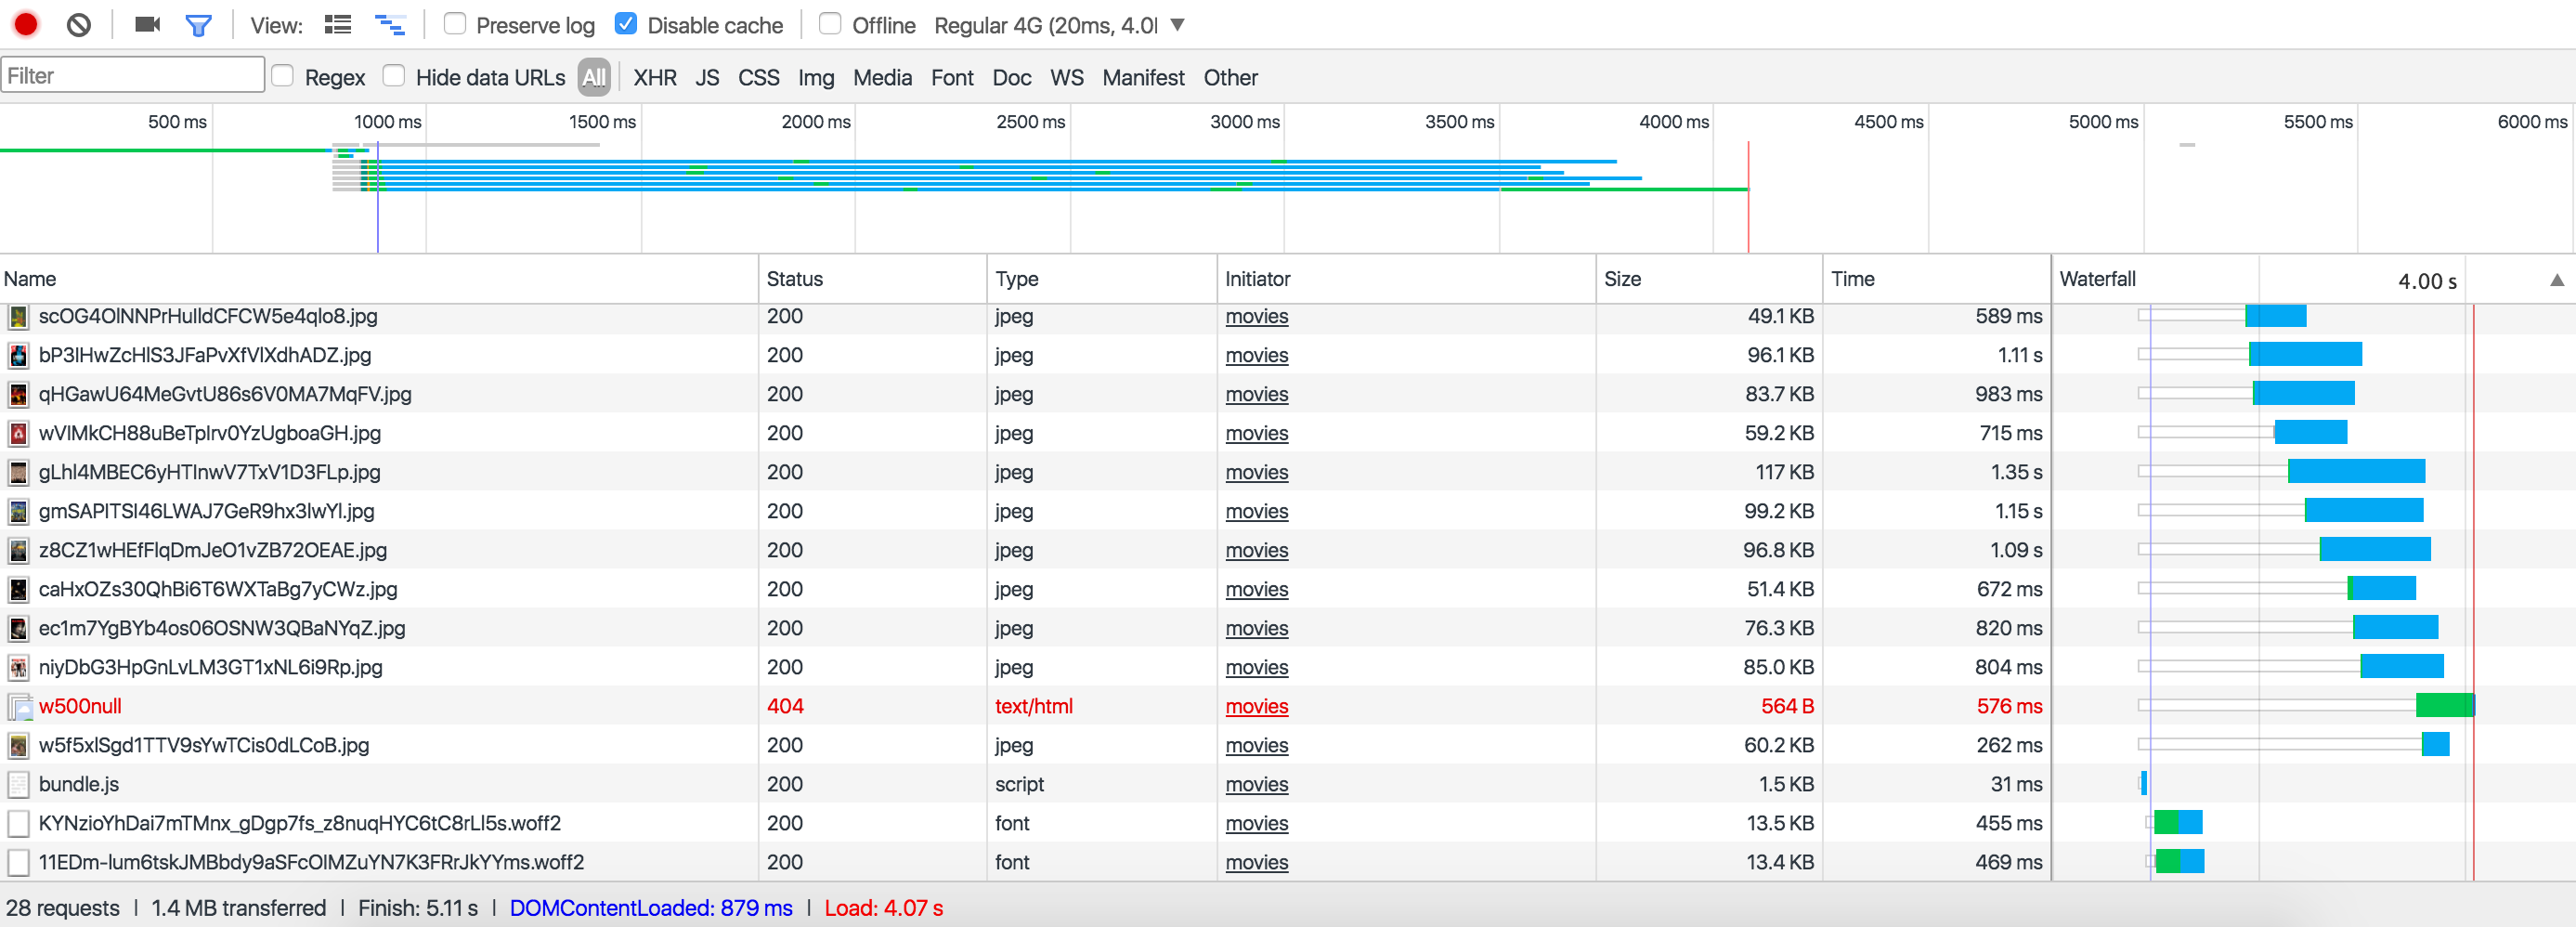 View: Preserve log Disable cache Offline Regular 4G (20ms, 4.0
Filter Regex Hide data URLs All XHR JS CSS Img Media Font Doc WS Manifest Other
500 ms 1000 ms 1500 ms 2000 ms 2500 ms 3000 ms 3500 ms 4000 ms 4500 ms 5000 ms 5500 ms 6000 ms
Name Status Type Initiator Size Time Waterfall 4.00 s
scOG4OlNNPrHuIldCFCW5e4qlo8.jpg 200 jpeg movies 49.1 KB 589 ms
bP3lHwZcHlS3JFaPvXfVlXdhADZ.jpg 200 jpeg movies 96.1 KB 1.11 s
qHGawU64MeGvtU86s6V0MA7MqFV.jpg 200 jpeg movies 83.7 KB 983 ms
wVIMkCH88uBeTpIrv0YzUgboaGH.jpg 200 jpeg movies 59.2 KB 715 ms
gLhl4MBEC6yHTInwV7TxV1D3FLp.jpg 200 jpeg movies 117 KB 1.35 s
gmSAPITSI46LWAJ7GeR9hx3lwYl.jpg 200 jpeg movies 99.2 KB 1.15 s
z8CZ1wHEfFlqDmJeO1vZB72OEAE.jpg 200 jpeg movies 96.8 KB 1.09 s
caHxOZs30QhBi6T6WXTaBg7yCWz.jpg 200 jpeg movies 51.4 KB 672 ms
ec1m7YgBYb4os06OSNW3QBaNYqZ.jpg 200 jpeg movies 76.3 KB 820 ms
niyDbG3HpGnLvLM3GT1xNL6i9Rp.jpg 200 jpeg movies 85.0 KB 804 ms
w500null 404 text/html movies 564 B 576 ms
w5f5xlSgd1TTV9sYwTCis0dLCoB.jpg 200 jpeg movies 60.2 KB 262 ms
bundle.js 200 script movies 1.5 KB 31 ms
KYNzioYhDai7mTMnx_gDgp7fs_z8nuqHYC6tC8rLI5s.woff2 200 font movies 13.5 KB 455 ms
11EDm-lum6tskJMBbdy9aSFcOIMZuYN7K3FRrJkYYms.woff2 200 font movies 13.4 KB 469 ms
28 requests | 1.4 MB transferred | Finish: 5.11 s | DOMContentLoaded: 879 ms | Load: 4.07 s